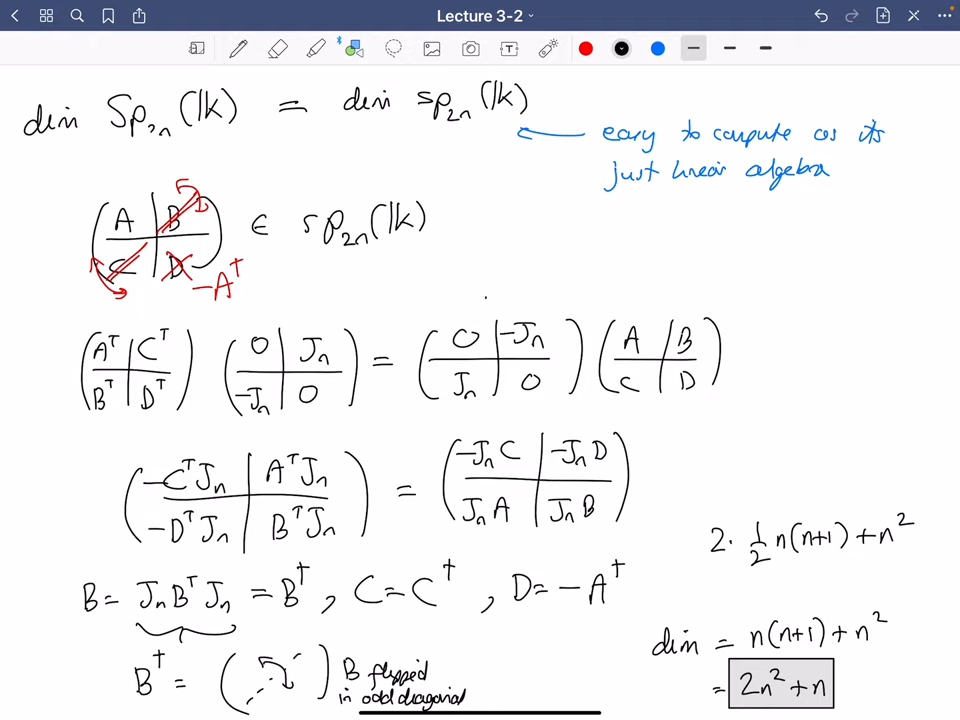 Lecture 3-2
dim Sp₂ₙ(𝕜) = dim sp₂ₙ(𝕜)
easy to compute as its
just linear algebra
(A | B / C | D) ∈ sp₂ₙ(𝕜)
-A†
(Aᵀ | Cᵀ / Bᵀ | Dᵀ) (0 | Jₙ / -Jₙ | 0) = (0 | -Jₙ / Jₙ | 0) (A | B / C | D)
(-CᵀJₙ | AᵀJₙ / -DᵀJₙ | BᵀJₙ) = (-JₙC | -JₙD / JₙA | JₙB)
2· ½ n(n+1) + n²
B = JₙBᵀJₙ = B†, C = C†, D = -A†
dim = n(n+1) + n²
B† = ( ) B flipped
in odd diagonal
= 2n² + n